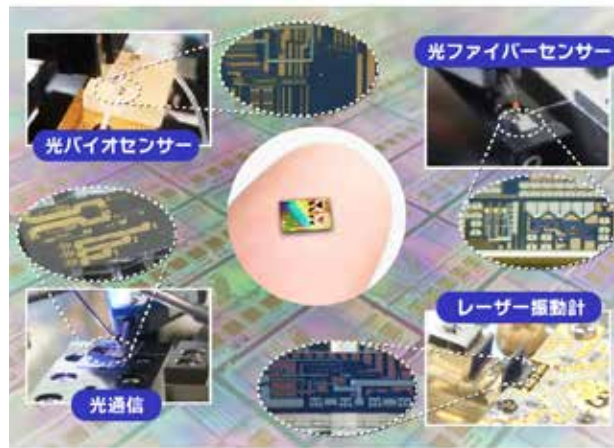 光ファイバーセンサー
光バイオセンサー
レーザー振動計
光通信